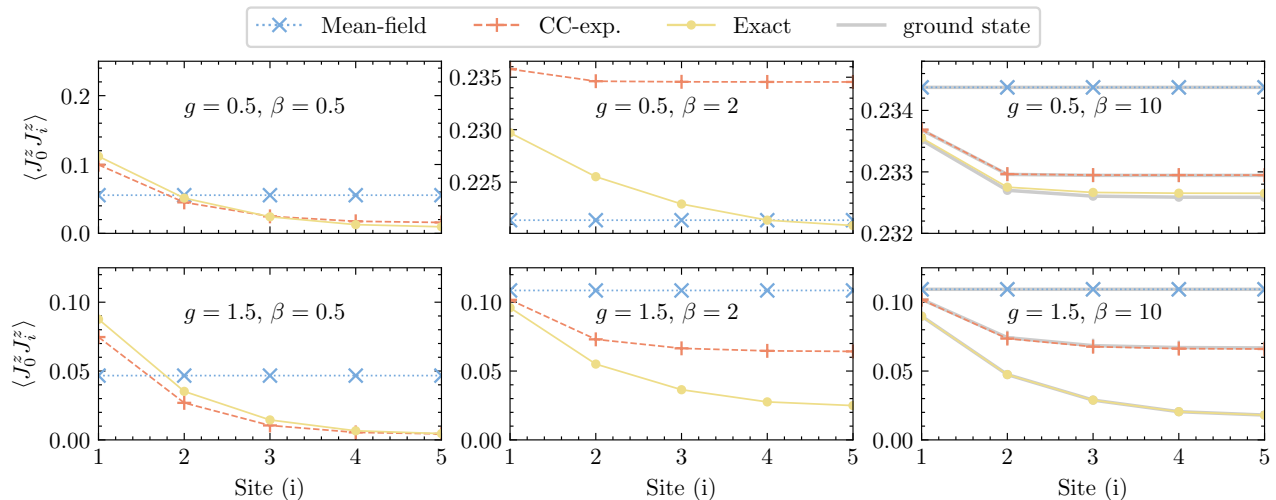 Mean-field CC-exp. Exact ground state
⟨J₀ᶻJᵢᶻ⟩
0.2
0.1
0.0
g = 0.5, β = 0.5
0.235
0.230
0.225
g = 0.5, β = 2
0.234
0.233
0.232
g = 0.5, β = 10
⟨J₀ᶻJᵢᶻ⟩
0.10
0.05
0.00
g = 1.5, β = 0.5
1 2 3 4 5
Site (i)
0.10
0.05
0.00
g = 1.5, β = 2
1 2 3 4 5
Site (i)
0.10
0.05
0.00
g = 1.5, β = 10
1 2 3 4 5
Site (i)